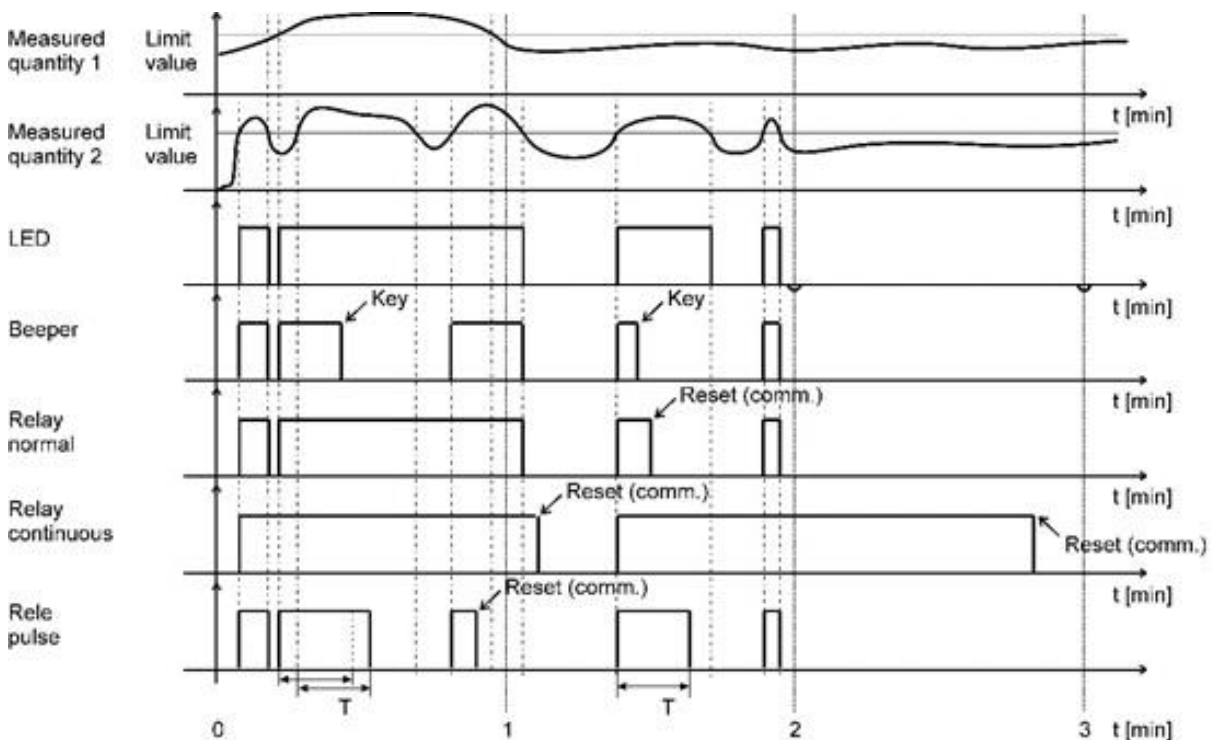 Measured Limit
quantity 1 value
t [min]
Measured Limit
quantity 2 value
t [min]
LED
Key Key
t [min]
Beeper
Reset (comm.)
t [min]
Relay
normal
Reset (comm.)
t [min]
Relay
continuous
Reset (comm.)
Reset (comm.)
t [min]
Rele
pulse
T T
0 1 2 3 t [min]